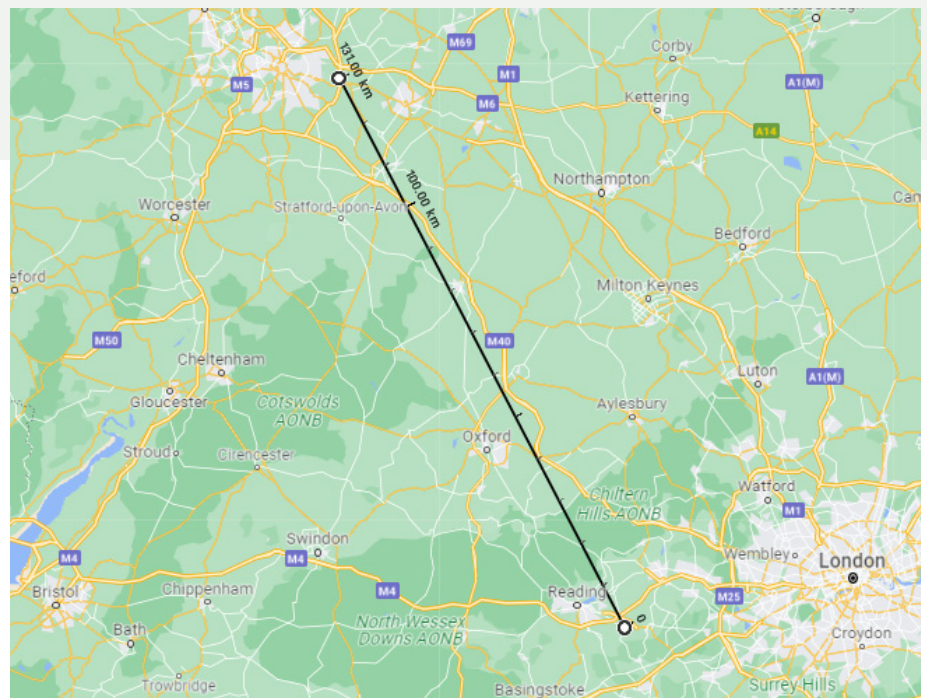 M69
Corby
131.00 km
M1
M5
A1(M)
M6
Kettering
A14
Northampton
100.00 km
Worcester
Stratford-upon-Avon
Bedford
Milton Keynes
M50
M40
Cheltenham
Luton
A1(M)
Gloucester
Cotswolds
AONB
Aylesbury
Oxford
Stroud
Cirencester
Watford
Chiltern
Hills AONB
M1
Swindon
Wembley
London
M4
M4
Bristol
Chippenham
M4
Reading
M25
0
North Wessex
Downs AONB
Bath
Croydon
Trowbridge
Basingstoke
Surrey Hills